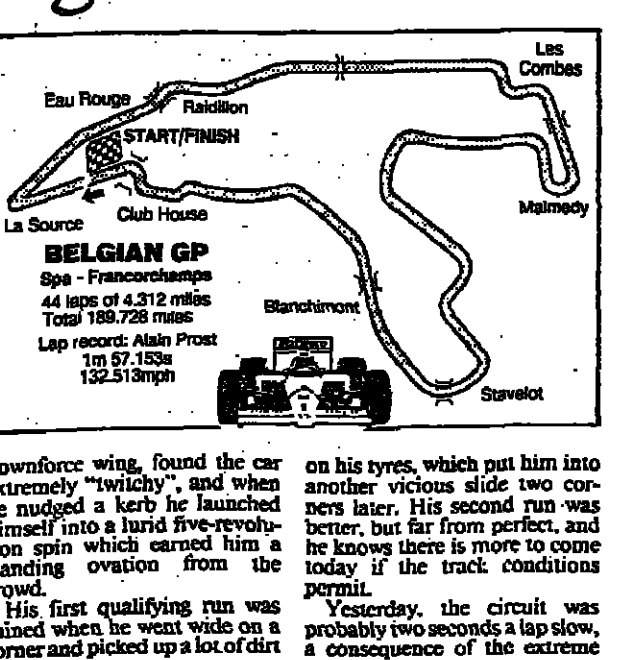 Les
Combes
Eau Rouge
Raidillon
START/FINISH
La Source
Club House
Malmedy
BELGIAN GP
Spa - Francorchamps
44 laps of 4.312 miles
Total 189.728 miles
Lap record: Alain Prost
1m 57.153s
132.513mph
Blanchimont
Stavelot
ownforce wing, found the car
xtremely "twitchy", and when
e nudged a kerb he launched
imself into a lurid five-revolu-
on spin which earned him a
anding ovation from the
rowd.
His first qualifying run was
ained when he went wide on a
orner and picked up a lot of dirt
on his tyres, which put him into
another vicious slide two cor-
ners later. His second run was
better, but far from perfect, and
he knows there is more to come
today if the track conditions
permit.
Yesterday, the circuit was
probably two seconds a lap slow,
a consequence of the extreme